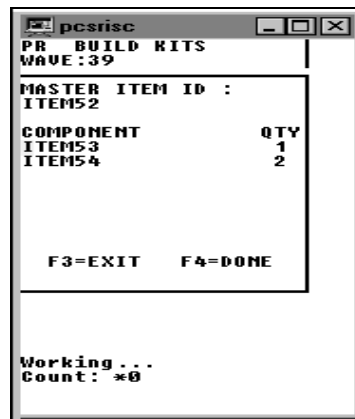 pcsrisc
PR BUILD KITS
WAVE:39
MASTER ITEM ID :
ITEM52
COMPONENT QTY
ITEM53 1
ITEM54 2
F3=EXIT F4=DONE
Working...
Count: *0